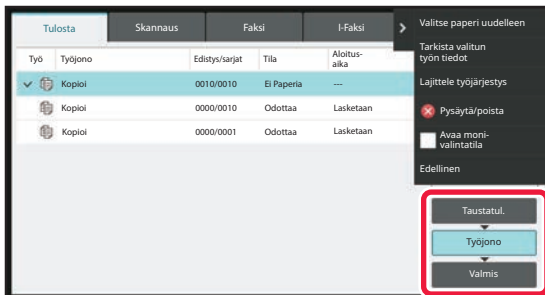 Tulosta Skannaus Faksi I-Faksi
Työ Työjono Edistys/sarjat Tila Aloitus-
aika
Kopioi 0010/0010 Ei Paperia ---
Kopioi 0000/0010 Odottaa Lasketaan
Kopioi 0000/0001 Odottaa Lasketaan
Valitse paperi uudelleen
Tarkista valitun
työn tiedot
Lajittele työjärjestys
Pysäytä/poista
Avaa moni-
valintatila
Edellinen
Taustatul.
Työjono
Valmis